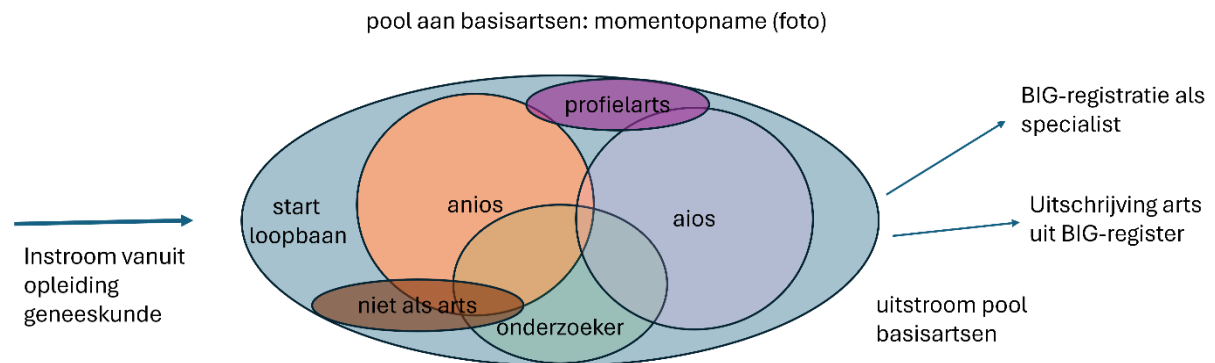 pool aan basisartsen: momentopname (foto)
profielarts
BIG-registratie als
specialist
start
loopbaan
anios
aios
Uitschrijving arts
uit BIG-register
Instroom vanuit
opleiding
geneeskunde
niet als arts
onderzoeker
uitstroom pool
basisartsen